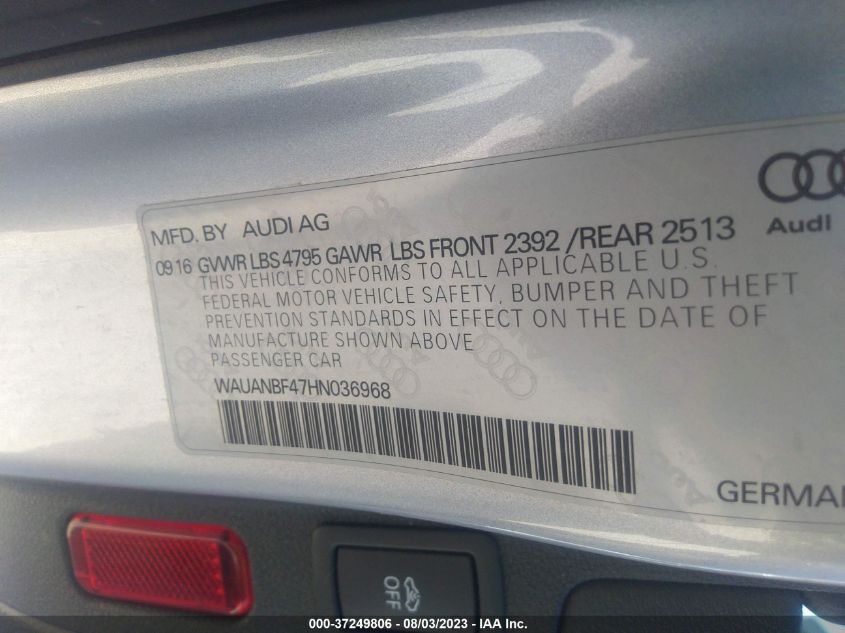 MFD. BY AUDI AG
Audi
09 16 GVWR LBS 4795 GAWR LBS FRONT 2392 /REAR 2513
THIS VEHICLE CONFORMS TO ALL APPLICABLE U.S.
FEDERAL MOTOR VEHICLE SAFETY, BUMPER AND THEFT
PREVENTION STANDARDS IN EFFECT ON THE DATE OF
MANUFACTURE SHOWN ABOVE
PASSENGER CAR
WAUANBF47HN036968
GERMAN
OFF
000-37249806 - 08/03/2023 - IAA Inc.